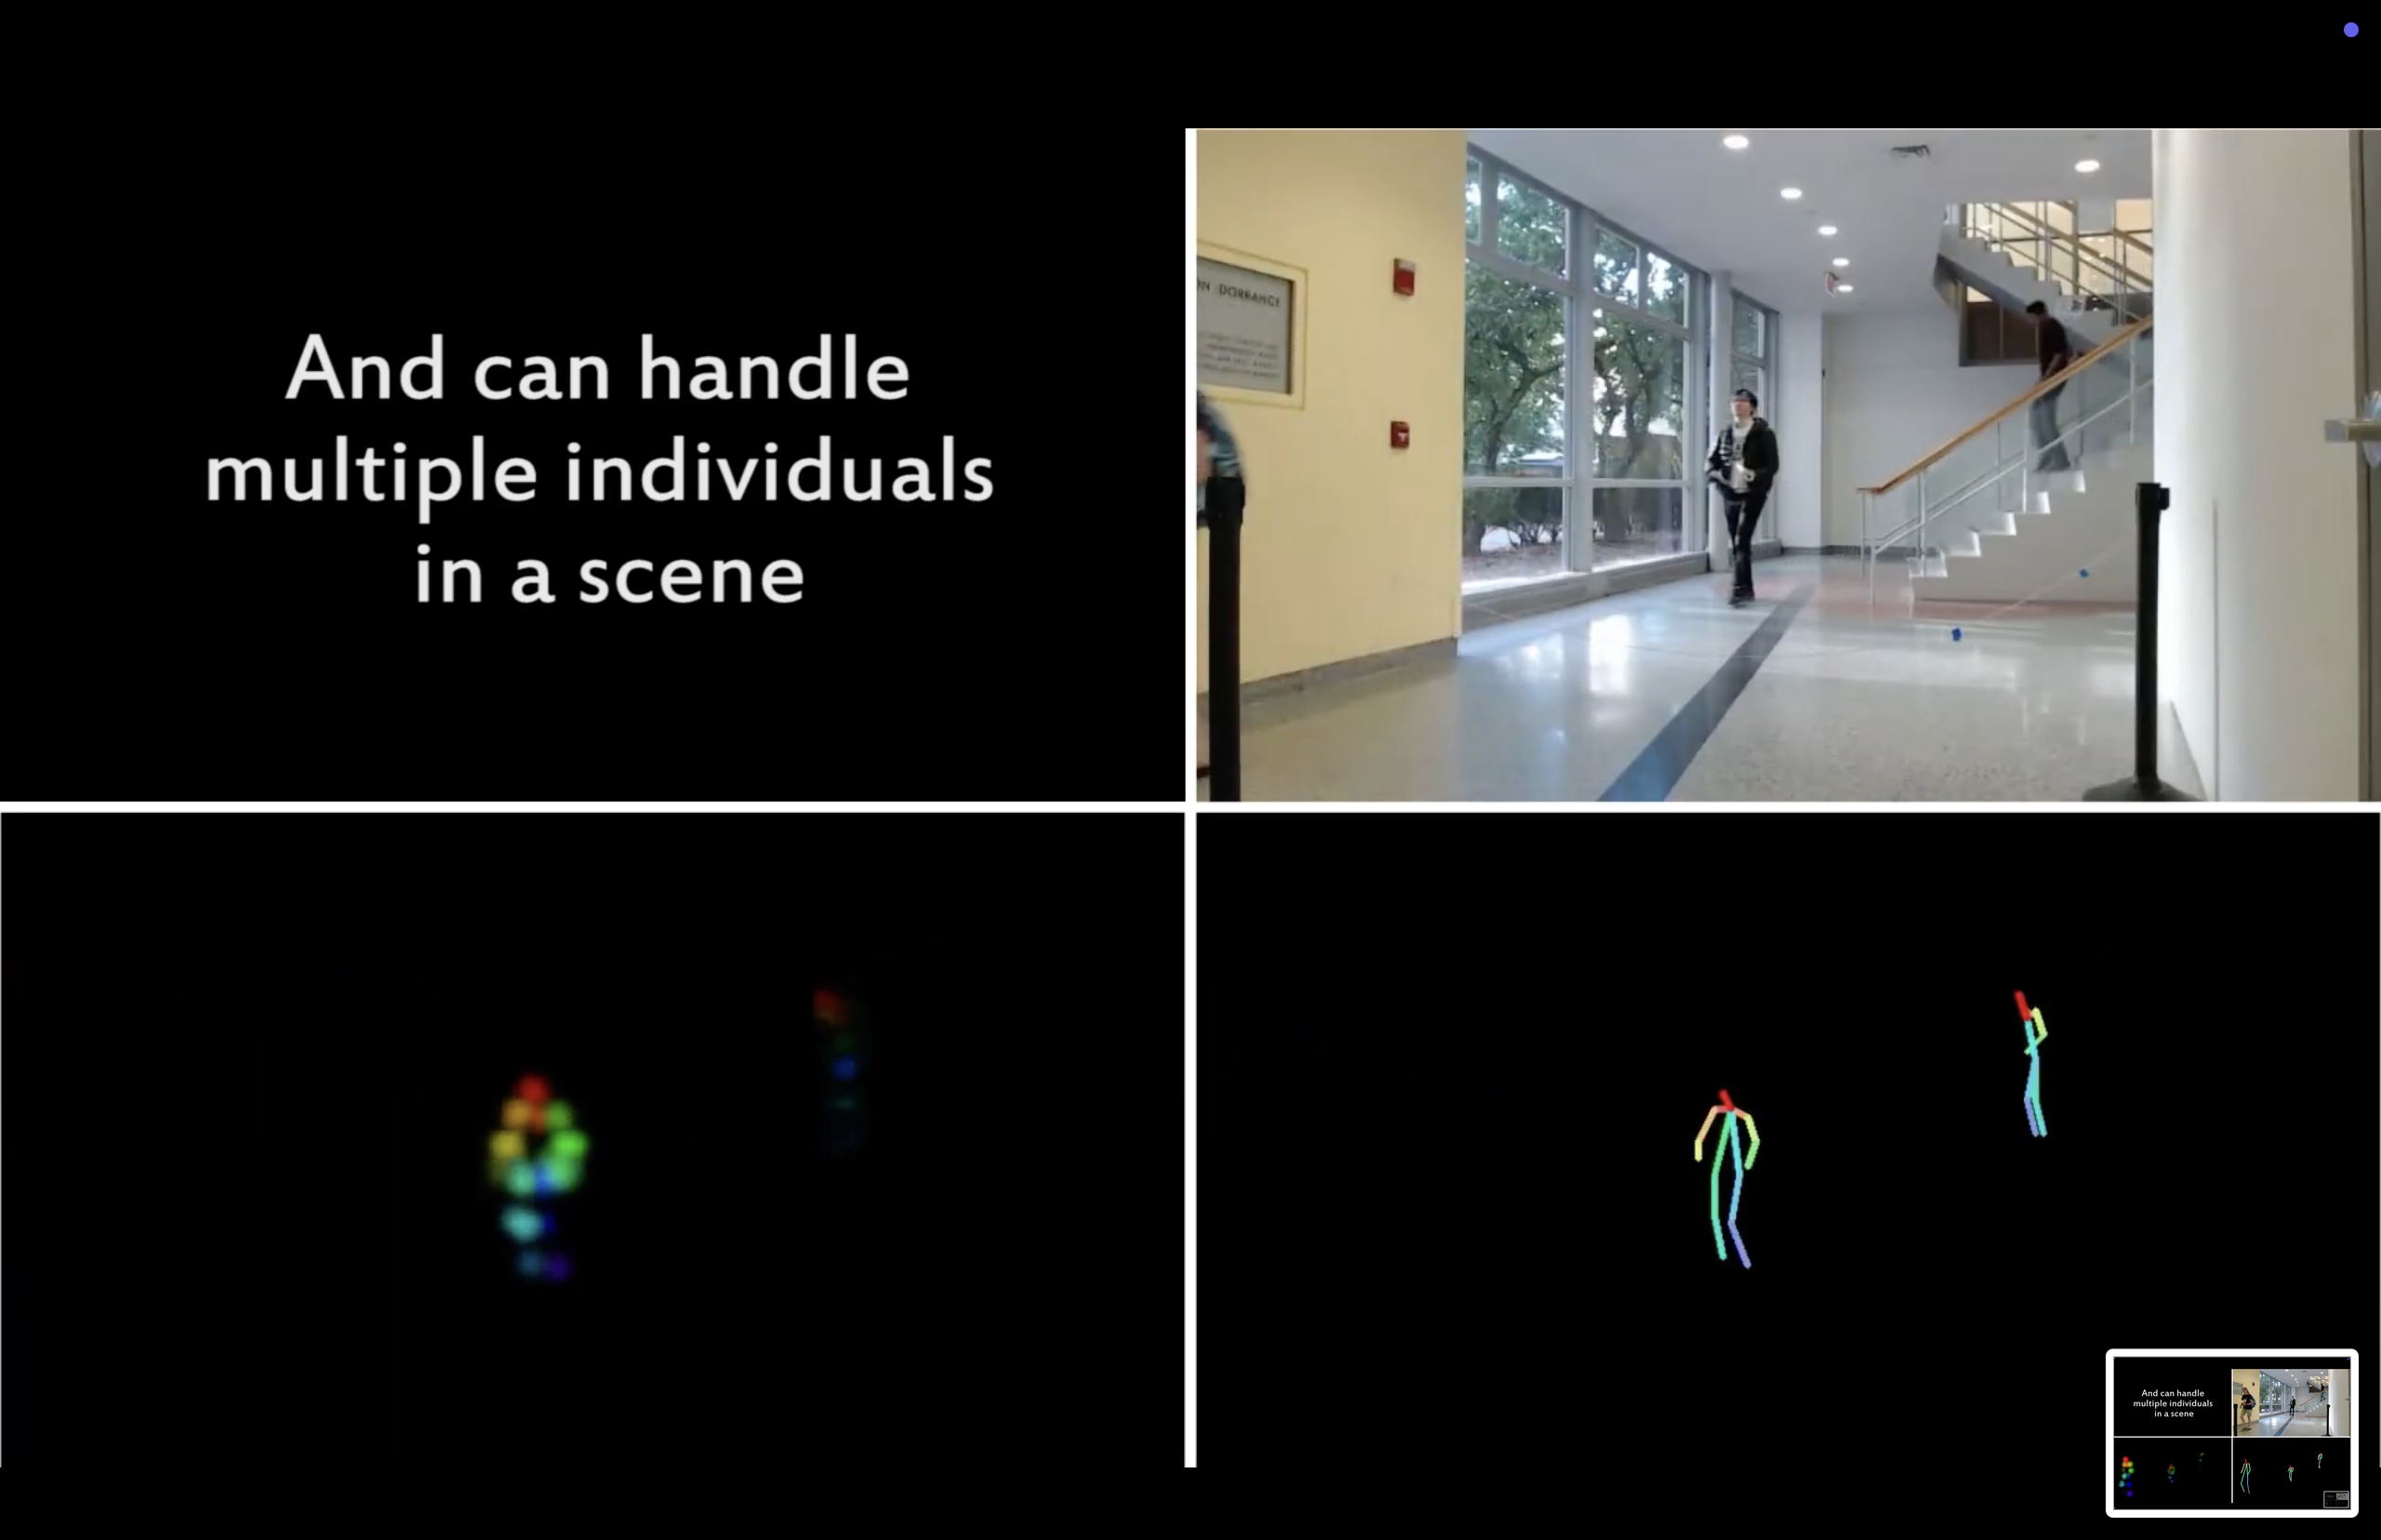 And can handle
multiple individuals
in a scene
DORRANCE
And can handle
multiple individuals
in a scene